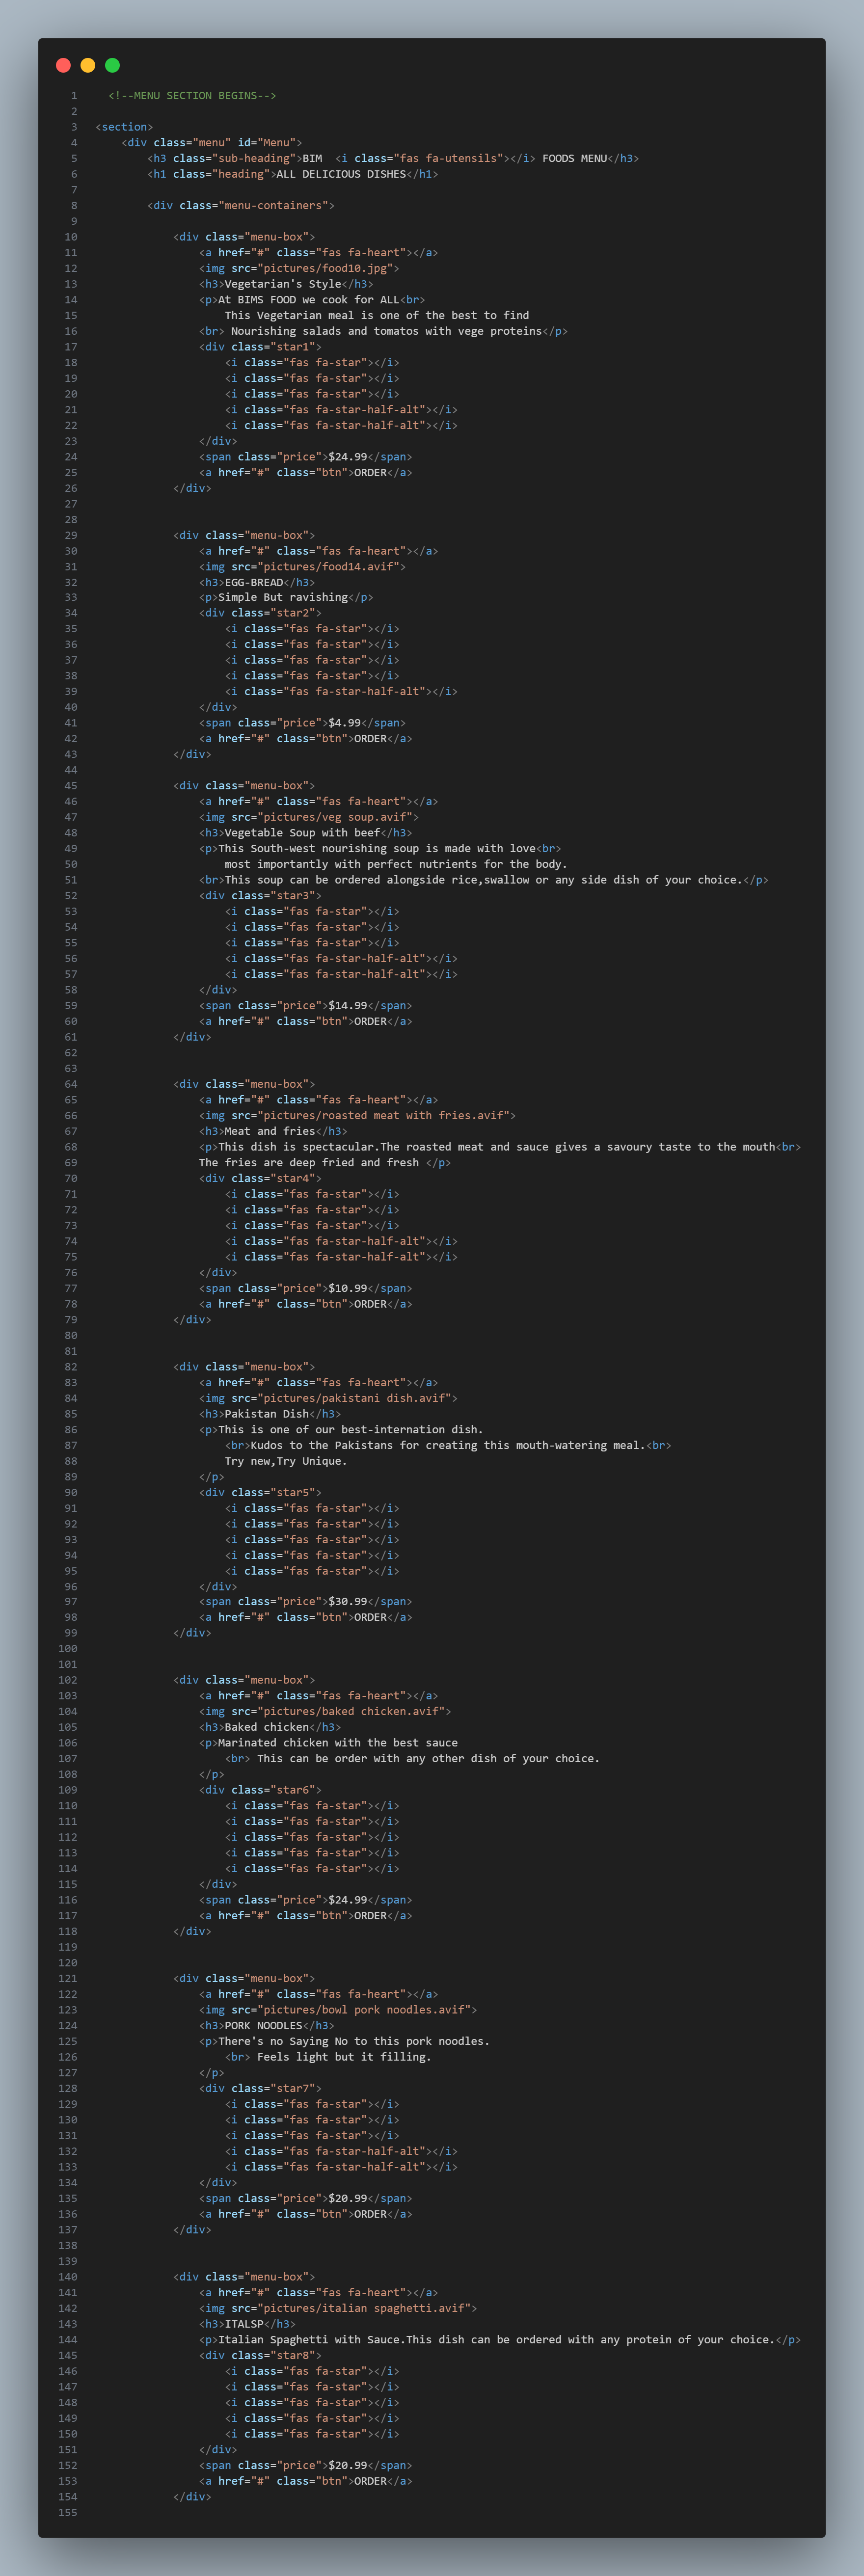 1 <!--MENU SECTION BEGINS-->
2
3 <section>
4 <div class="menu" id="Menu">
5 <h3 class="sub-heading">BIM  <i class="fas fa-utensils"></i> FOODS MENU</h3>
6 <h1 class="heading">ALL DELICIOUS DISHES</h1>
7
8 <div class="menu-containers">
9
10 <div class="menu-box">
11 <a href="#" class="fas fa-heart"></a>
12 <img src="pictures/food10.jpg">
13 <h3>Vegetarian's Style</h3>
14 <p>At BIMS FOOD we cook for ALL<br>
15 This Vegetarian meal is one of the best to find
16 <br> Nourishing salads and tomatos with vege proteins</p>
17 <div class="star1">
18 <i class="fas fa-star"></i>
19 <i class="fas fa-star"></i>
20 <i class="fas fa-star"></i>
21 <i class="fas fa-star-half-alt"></i>
22 <i class="fas fa-star-half-alt"></i>
23 </div>
24 <span class="price">$24.99</span>
25 <a href="#" class="btn">ORDER</a>
26 </div>
27
28
29 <div class="menu-box">
30 <a href="#" class="fas fa-heart"></a>
31 <img src="pictures/food14.avif">
32 <h3>EGG-BREAD</h3>
33 <p>Simple But ravishing</p>
34 <div class="star2">
35 <i class="fas fa-star"></i>
36 <i class="fas fa-star"></i>
37 <i class="fas fa-star"></i>
38 <i class="fas fa-star"></i>
39 <i class="fas fa-star-half-alt"></i>
40 </div>
41 <span class="price">$4.99</span>
42 <a href="#" class="btn">ORDER</a>
43 </div>
44
45 <div class="menu-box">
46 <a href="#" class="fas fa-heart"></a>
47 <img src="pictures/veg soup.avif">
48 <h3>Vegetable Soup with beef</h3>
49 <p>This South-west nourishing soup is made with love<br>
50 most importantly with perfect nutrients for the body.
51 <br>This soup can be ordered alongside rice,swallow or any side dish of your choice.</p>
52 <div class="star3">
53 <i class="fas fa-star"></i>
54 <i class="fas fa-star"></i>
55 <i class="fas fa-star"></i>
56 <i class="fas fa-star-half-alt"></i>
57 <i class="fas fa-star-half-alt"></i>
58 </div>
59 <span class="price">$14.99</span>
60 <a href="#" class="btn">ORDER</a>
61 </div>
62
63
64 <div class="menu-box">
65 <a href="#" class="fas fa-heart"></a>
66 <img src="pictures/roasted meat with fries.avif">
67 <h3>Meat and fries</h3>
68 <p>This dish is spectacular.The roasted meat and sauce gives a savoury taste to the mouth<br>
69 The fries are deep fried and fresh </p>
70 <div class="star4">
71 <i class="fas fa-star"></i>
72 <i class="fas fa-star"></i>
73 <i class="fas fa-star"></i>
74 <i class="fas fa-star-half-alt"></i>
75 <i class="fas fa-star-half-alt"></i>
76 </div>
77 <span class="price">$10.99</span>
78 <a href="#" class="btn">ORDER</a>
79 </div>
80
81
82 <div class="menu-box">
83 <a href="#" class="fas fa-heart"></a>
84 <img src="pictures/pakistani dish.avif">
85 <h3>Pakistan Dish</h3>
86 <p>This is one of our best-internation dish.
87 <br>Kudos to the Pakistans for creating this mouth-watering meal.<br>
88 Try new,Try Unique.
89 </p>
90 <div class="star5">
91 <i class="fas fa-star"></i>
92 <i class="fas fa-star"></i>
93 <i class="fas fa-star"></i>
94 <i class="fas fa-star"></i>
95 <i class="fas fa-star"></i>
96 </div>
97 <span class="price">$30.99</span>
98 <a href="#" class="btn">ORDER</a>
99 </div>
100
101
102 <div class="menu-box">
103 <a href="#" class="fas fa-heart"></a>
104 <img src="pictures/baked chicken.avif">
105 <h3>Baked chicken</h3>
106 <p>Marinated chicken with the best sauce
107 <br> This can be order with any other dish of your choice.
108 </p>
109 <div class="star6">
110 <i class="fas fa-star"></i>
111 <i class="fas fa-star"></i>
112 <i class="fas fa-star"></i>
113 <i class="fas fa-star"></i>
114 <i class="fas fa-star"></i>
115 </div>
116 <span class="price">$24.99</span>
117 <a href="#" class="btn">ORDER</a>
118 </div>
119
120
121 <div class="menu-box">
122 <a href="#" class="fas fa-heart"></a>
123 <img src="pictures/bowl pork noodles.avif">
124 <h3>PORK NOODLES</h3>
125 <p>There's no Saying No to this pork noodles.
126 <br> Feels light but it filling.
127 </p>
128 <div class="star7">
129 <i class="fas fa-star"></i>
130 <i class="fas fa-star"></i>
131 <i class="fas fa-star"></i>
132 <i class="fas fa-star-half-alt"></i>
133 <i class="fas fa-star-half-alt"></i>
134 </div>
135 <span class="price">$20.99</span>
136 <a href="#" class="btn">ORDER</a>
137 </div>
138
139
140 <div class="menu-box">
141 <a href="#" class="fas fa-heart"></a>
142 <img src="pictures/italian spaghetti.avif">
143 <h3>ITALSP</h3>
144 <p>Italian Spaghetti with Sauce.This dish can be ordered with any protein of your choice.</p>
145 <div class="star8">
146 <i class="fas fa-star"></i>
147 <i class="fas fa-star"></i>
148 <i class="fas fa-star"></i>
149 <i class="fas fa-star"></i>
150 <i class="fas fa-star"></i>
151 </div>
152 <span class="price">$20.99</span>
153 <a href="#" class="btn">ORDER</a>
154 </div>
155